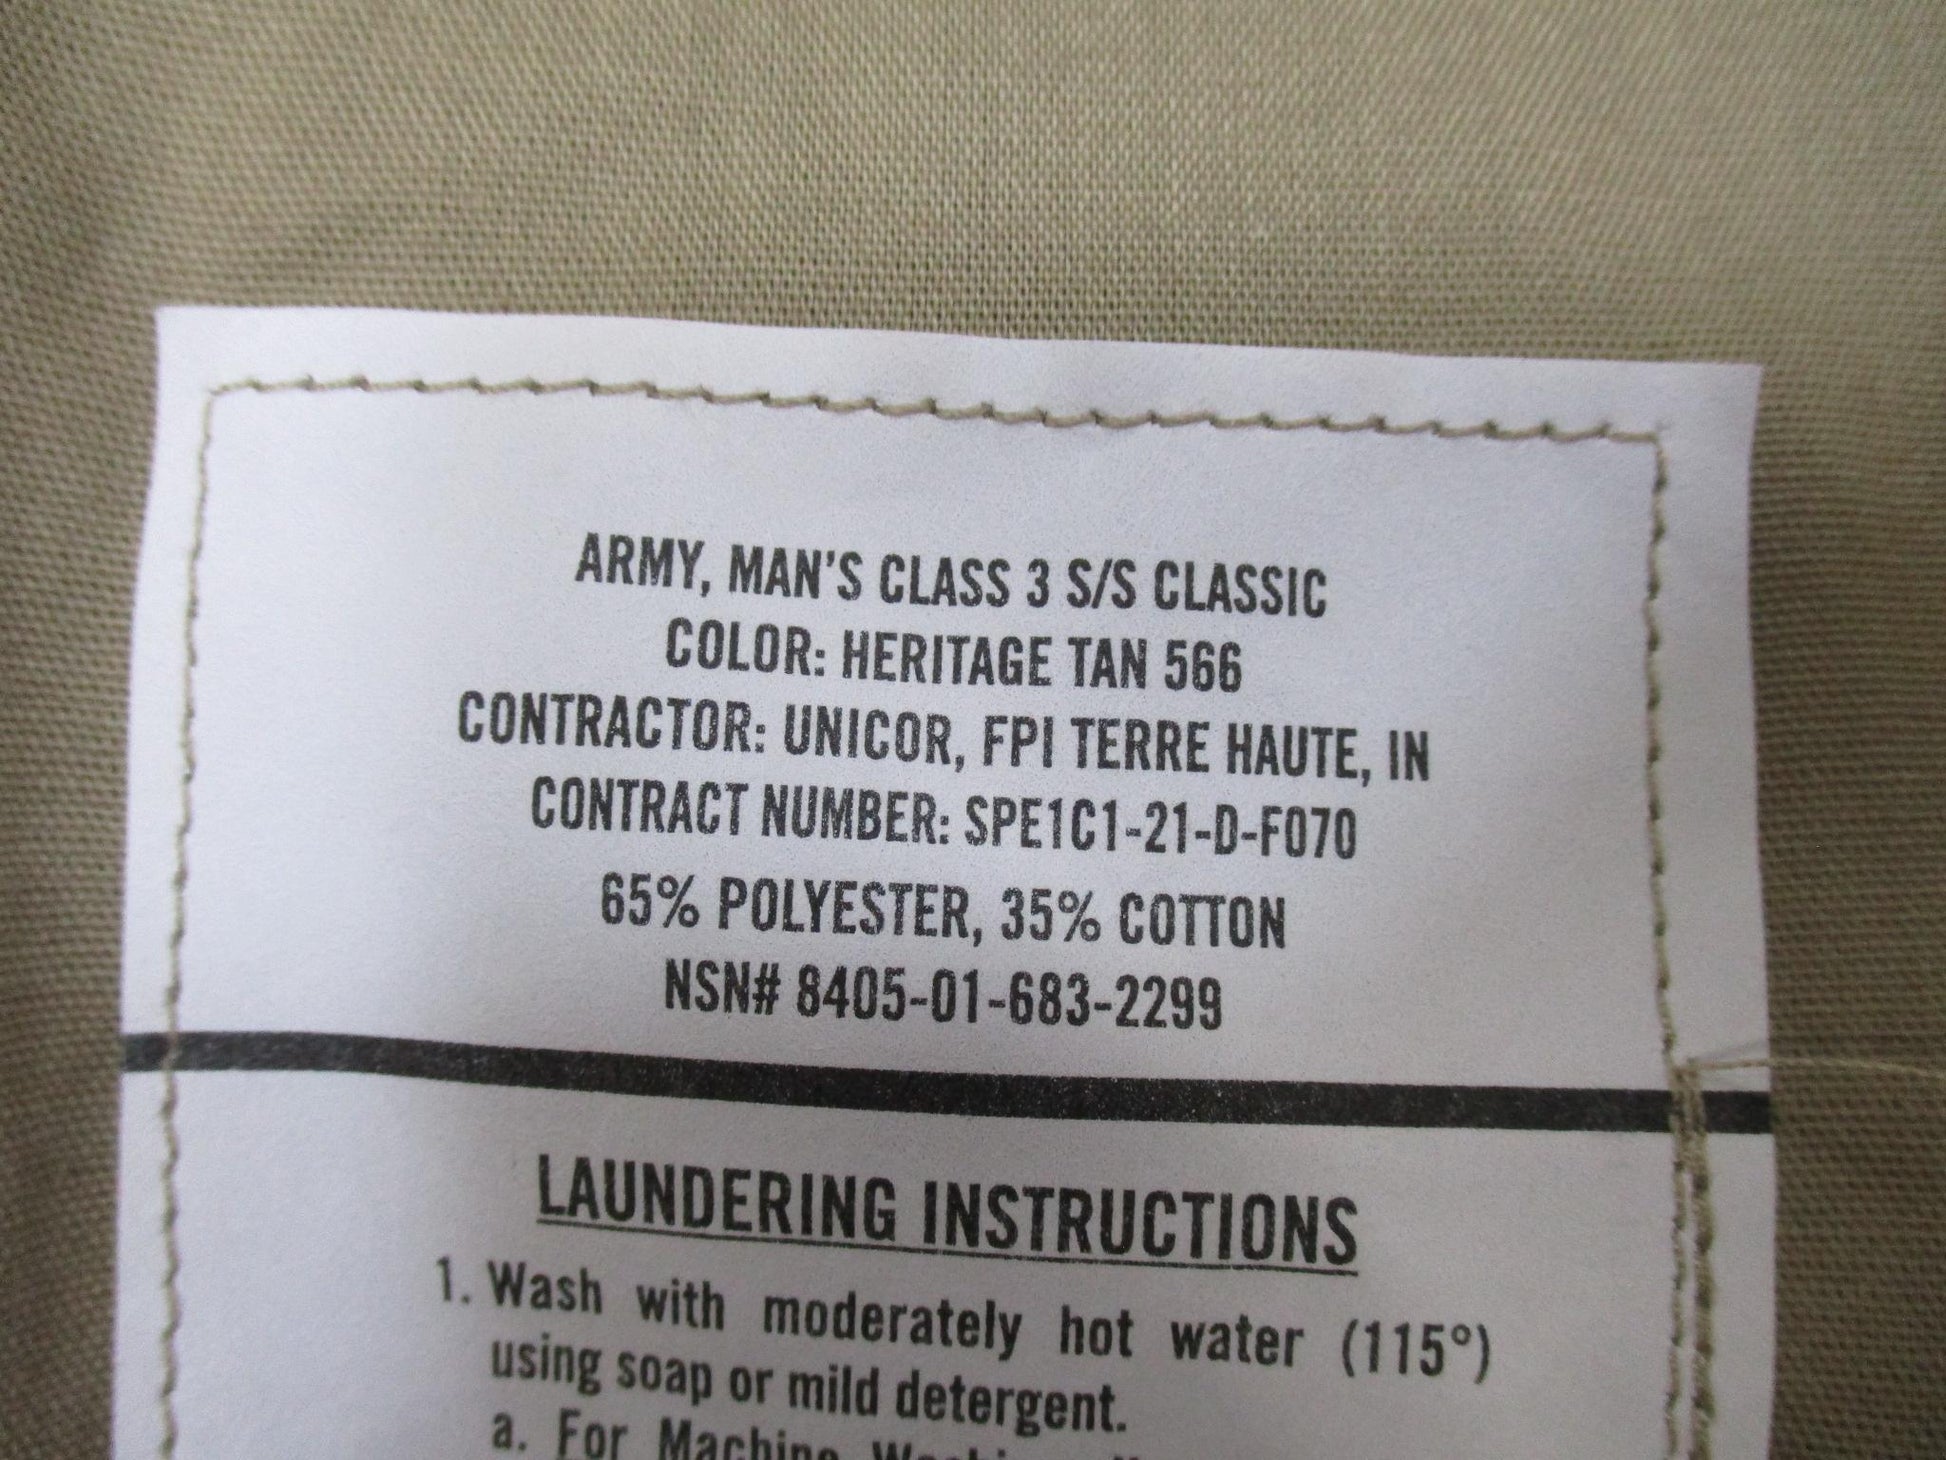 ARMY, MAN'S CLASS 3 S/S CLASSIC
COLOR: HERITAGE TAN 566
CONTRACTOR: UNICOR, FPI TERRE HAUTE, IN
CONTRACT NUMBER: SPE1C1-21-D-F070
65% POLYESTER, 35% COTTON
NSN# 8405-01-683-2299
LAUNDERING INSTRUCTIONS
1. Wash with moderately hot water (115°)
using soap or mild detergent.
a. For Machine